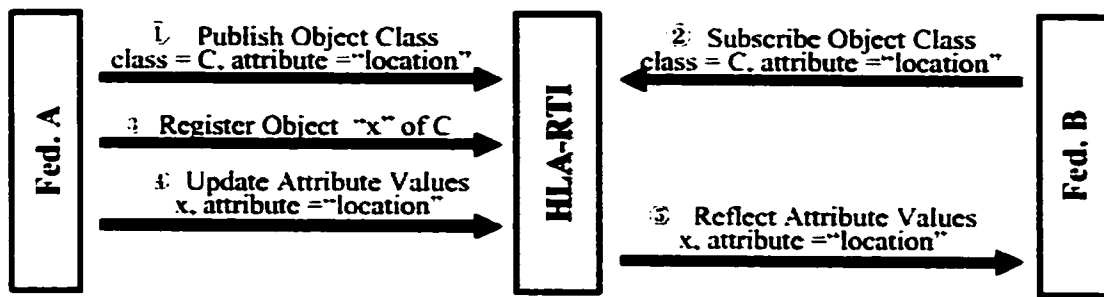 Fed. A
1. Publish Object Class
class = C, attribute ="location"
3 Register Object "x" of C
4: Update Attribute Values
x, attribute ="location"
HLA-RTI
2: Subscribe Object Class
class = C, attribute ="location"
5 Reflect Attribute Values
x, attribute ="location"
Fed. B